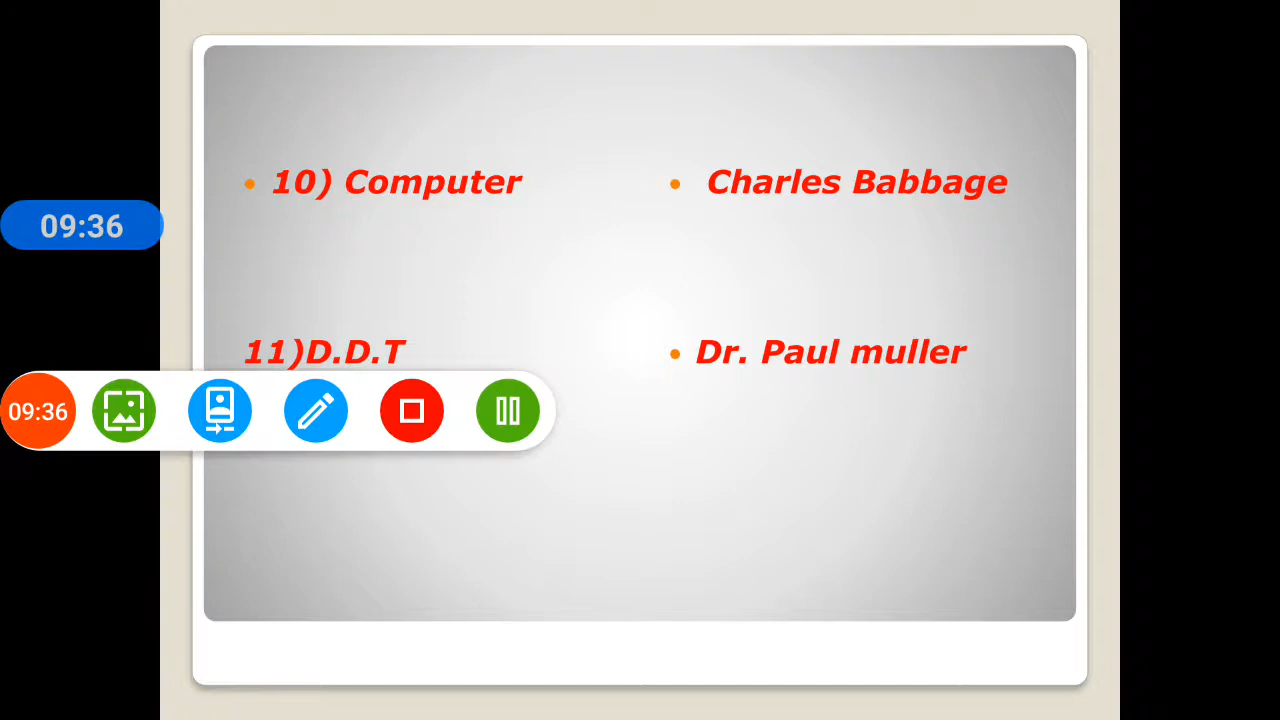 10) Computer
Charles Babbage
09:36
11)D.D.T
Dr. Paul muller
09:36